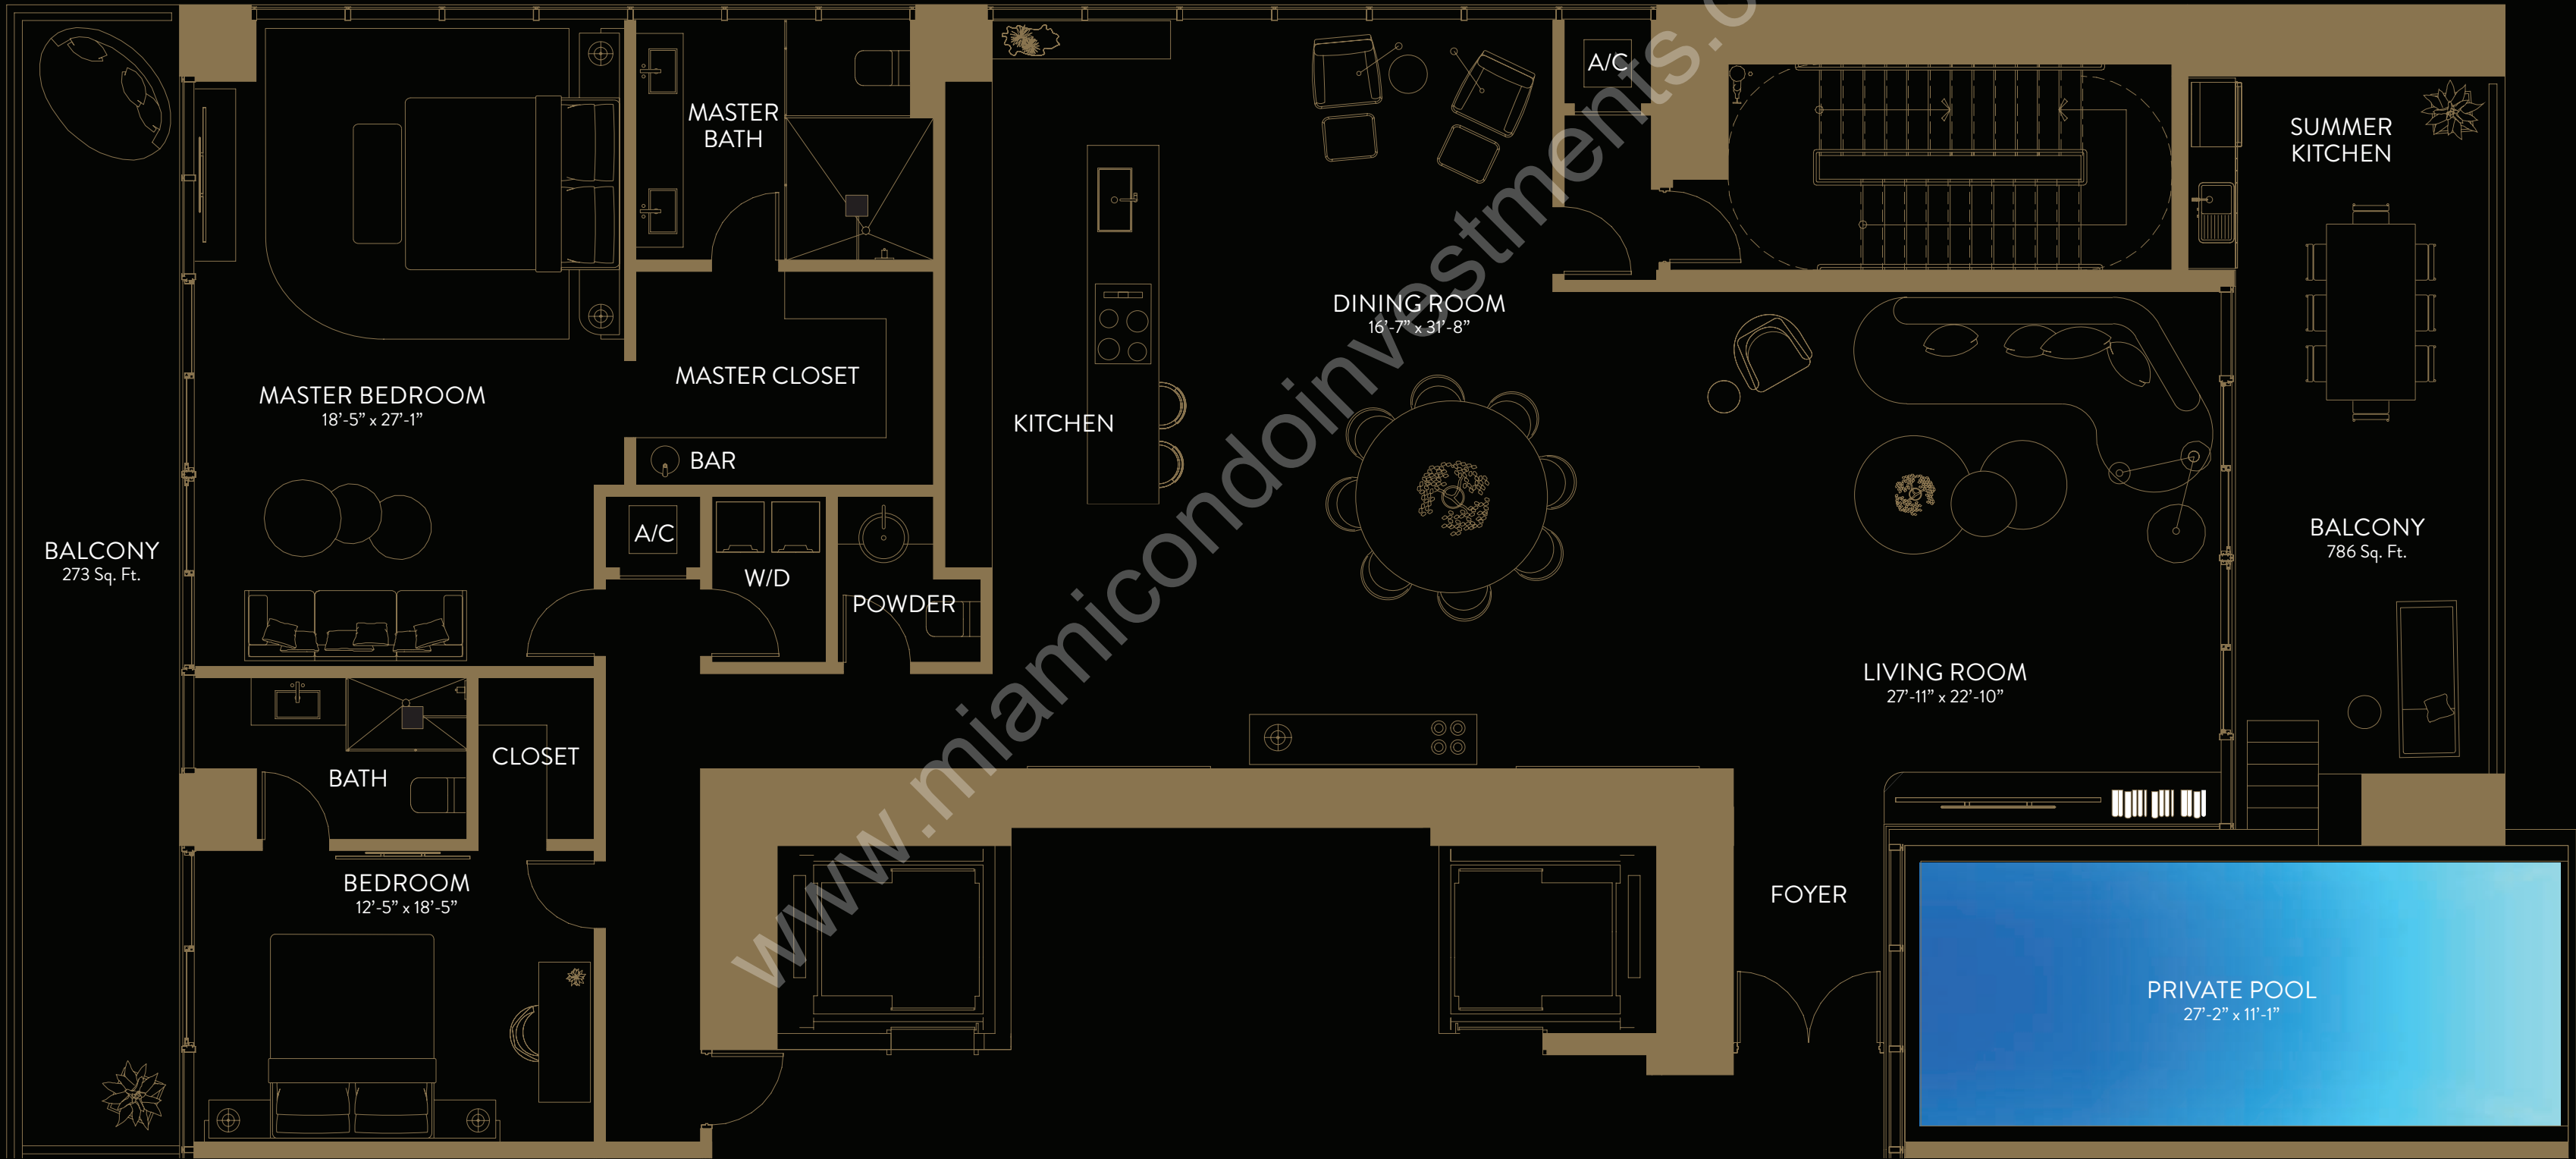 A/C
MASTER
BATH
SUMMER
KITCHEN
DINING ROOM
16'-7" x 31'-8"
MASTER BEDROOM
18'-5" x 27'-1"
MASTER CLOSET
KITCHEN
BAR
A/C
W/D
POWDER
BALCONY
273 Sq. Ft.
BALCONY
786 Sq. Ft.
LIVING ROOM
27'-11" x 22'-10"
BATH
CLOSET
BEDROOM
12'-5" x 18'-5"
FOYER
PRIVATE POOL
27'-2" x 11'-1"
www.miamicondoinvestments.c